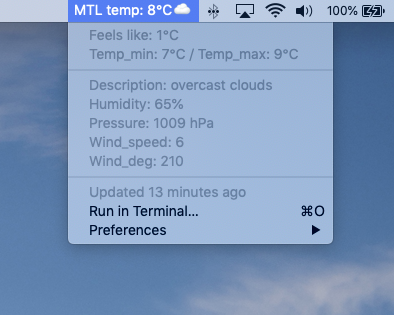 MTL temp: 8°C☁️ 100%
Feels like: 1°C
Temp_min: 7°C / Temp_max: 9°C
Description: overcast clouds
Humidity: 65%
Pressure: 1009 hPa
Wind_speed: 6
Wind_deg: 210
Updated 13 minutes ago
Run in Terminal... ⌘O
Preferences